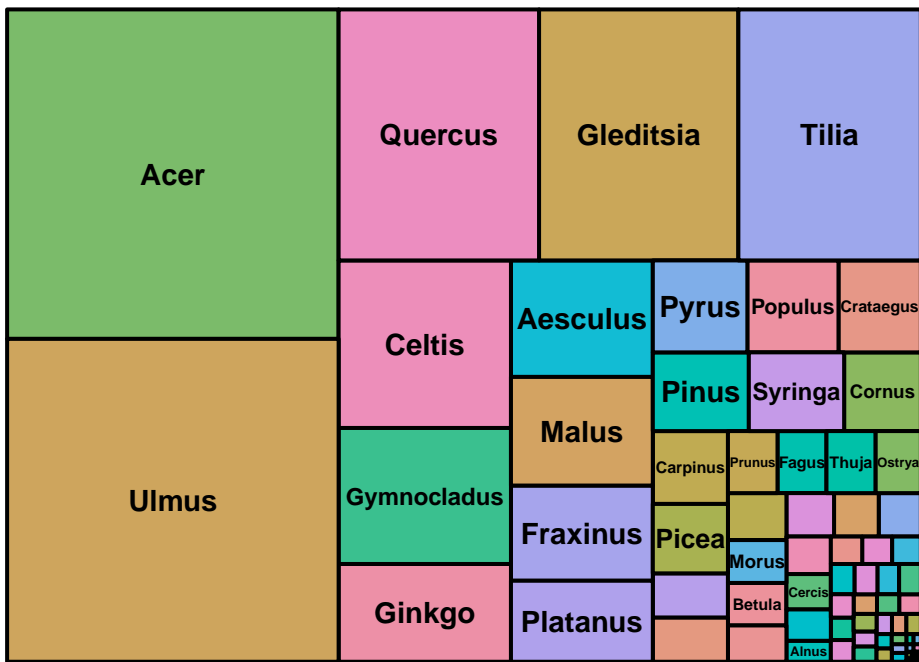 Acer
Quercus
Gleditsia
Tilia
Ulmus
Celtis
Gymnocladus
Ginkgo
Aesculus
Malus
Fraxinus
Platanus
Pyrus
Populus
Crataegus
Pinus
Syringa
Cornus
Carpinus
Prunus
Fagus
Thuja
Ostrya
Picea
Morus
Betula
Cercis
Alnus